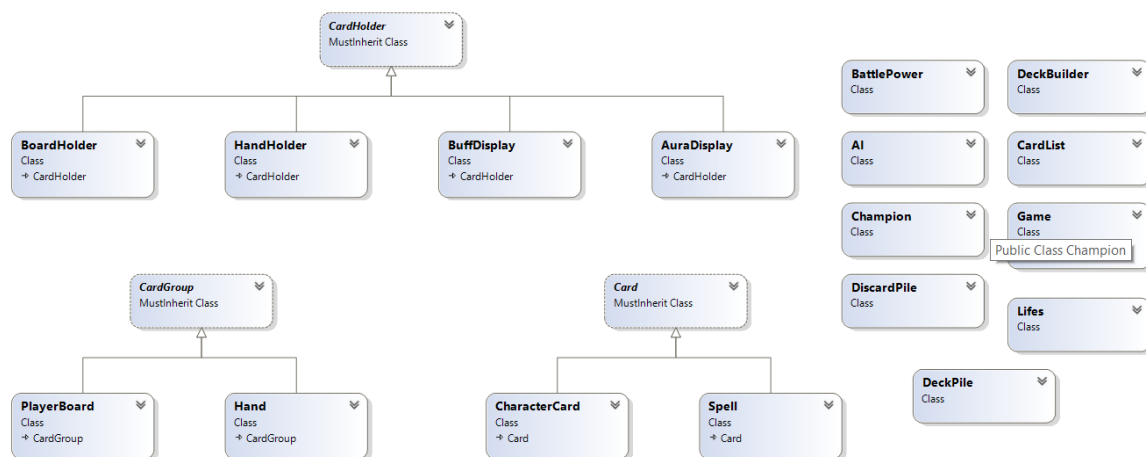 CardHolder
MustInherit Class
BoardHolder
Class
CardHolder
HandHolder
Class
CardHolder
BuffDisplay
Class
CardHolder
AuraDisplay
Class
CardHolder
BattlePower
Class
DeckBuilder
Class
AI
Class
CardList
Class
Champion
Class
Game
Class
Public Class Champion
DiscardPile
Class
Lifes
Class
DeckPile
Class
CardGroup
MustInherit Class
PlayerBoard
Class
CardGroup
Hand
Class
CardGroup
Card
MustInherit Class
CharacterCard
Class
Card
Spell
Class
Card